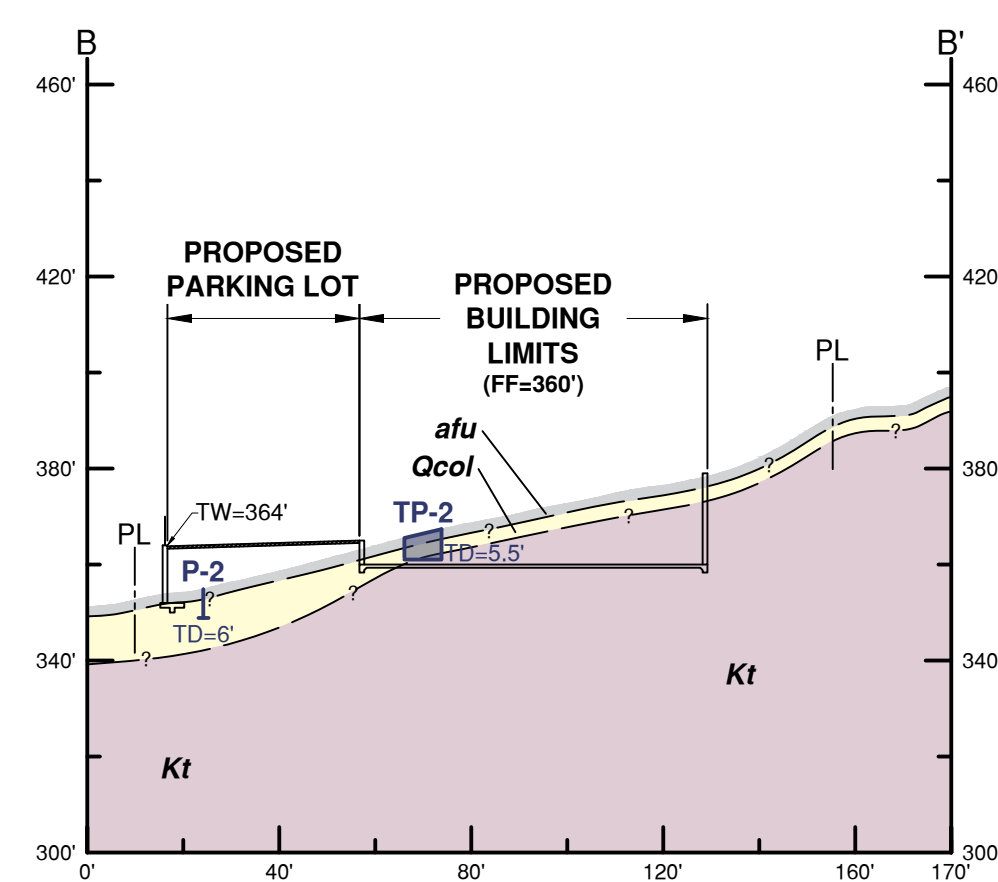 B
B'
460'
460
PROPOSED
PARKING LOT
PROPOSED
BUILDING
LIMITS
(FF=360')
420'
420
PL
afu
Qcol
380'
380
?
?
TP-2
TW=364'
?
?
TD=5.5'
PL
P-2
?
?
TD=6'
?
340'
340
Kt
Kt
300'
300
0'
40'
80'
120'
160'
170'